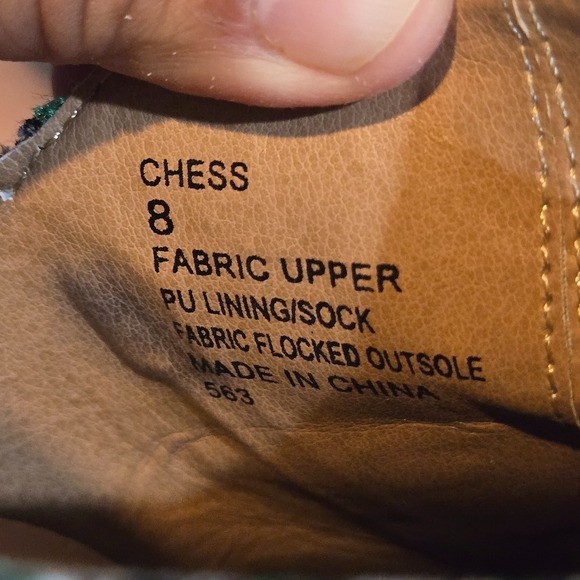 CHESS
8
FABRIC UPPER
PU LINING/SOCK
FABRIC FLOCKED OUTSOLE
MADE IN CHINA
563